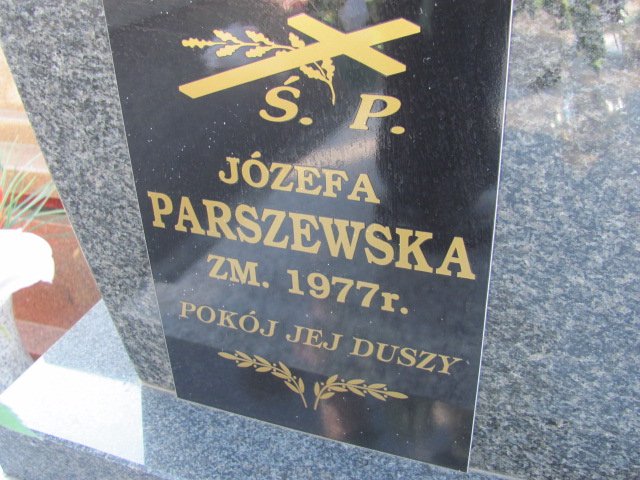 Ś. P.
JÓZEFA
PARSZEWSKA
ZM. 1977r.
POKÓJ JEJ DUSZY